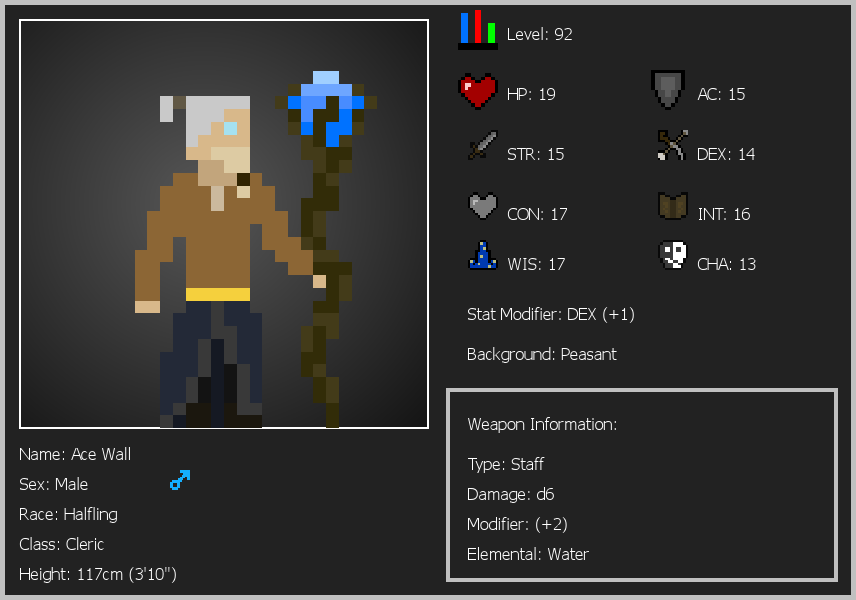 Level: 92
HP: 19
AC: 15
STR: 15
DEX: 14
CON: 17
INT: 16
WIS: 17
CHA: 13
Stat Modifier: DEX (+1)
Background: Peasant
Weapon Information:
Type: Staff
Damage: d6
Modifier: (+2)
Elemental: Water
Name: Ace Wall
Sex: Male
Race: Halfling
Class: Cleric
Height: 117cm (3'10")